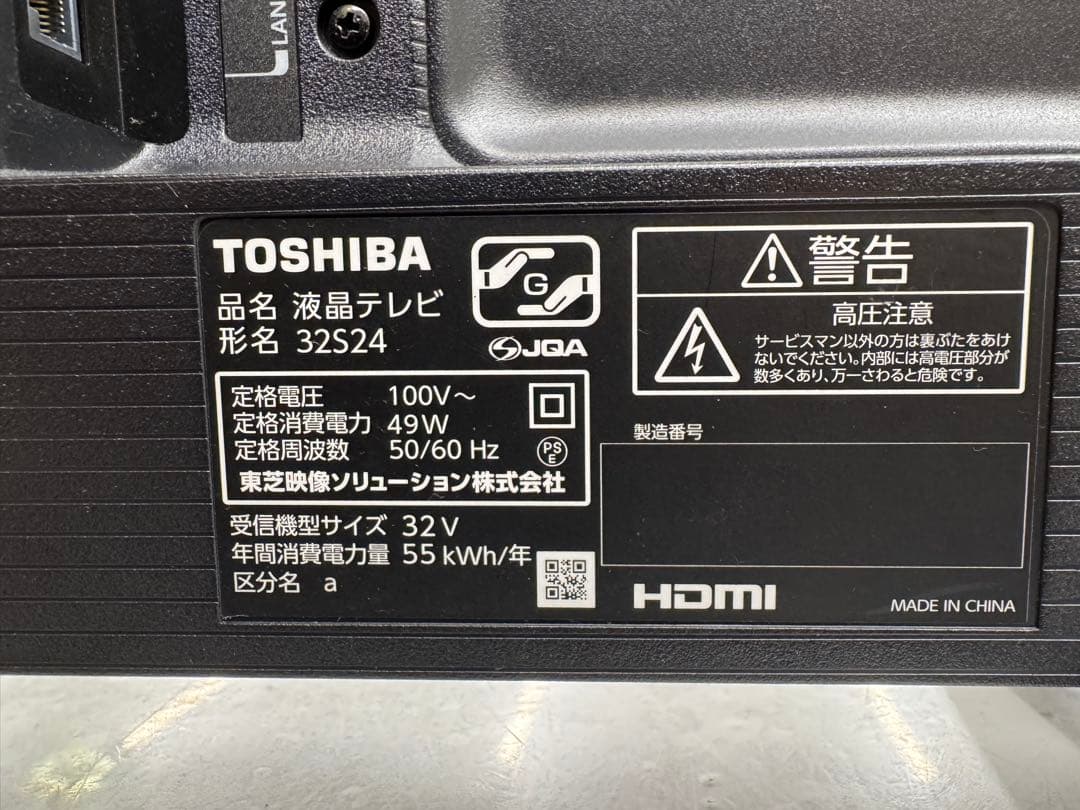 LAN
TOSHIBA
品名 液晶テレビ
形名 32S24
G
JQA
定格電圧 100V～
定格消費電力 49W
定格周波数 50/60 Hz
PS
E
東芝映像ソリューション株式会社
受信機型サイズ 32V
年間消費電力量 55 kWh/年
区分名 a
警告
高圧注意
サービスマン以外の方は裏ぶたをあけ
ないでください。内部には高電圧部分が
数多くあり、万一さわると危険です。
製造番号
HDMI
MADE IN CHINA